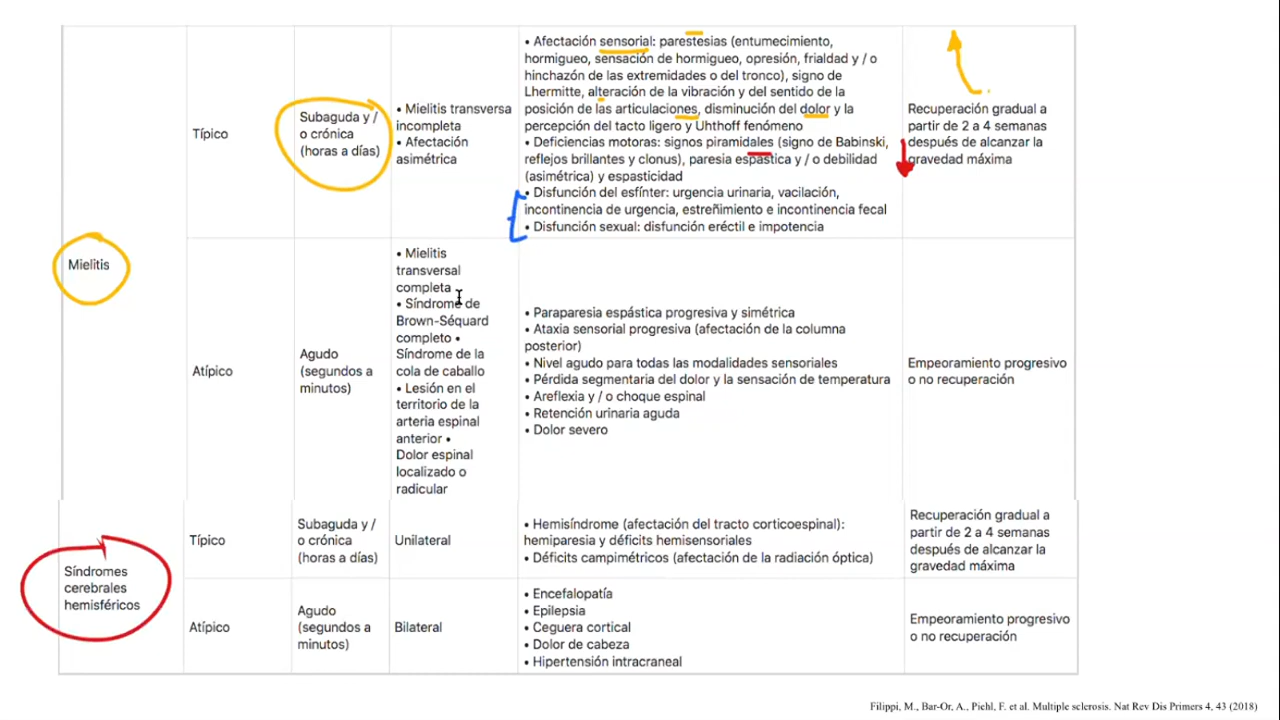 Mielitis
Típico
Subaguda y /
o crónica
(horas a días)
• Mielitis transversa
incompleta
• Afectación
asimétrica
• Afectación sensorial: parestesias (entumecimiento,
hormigueo, sensación de hormigueo, opresión, frialdad y / o
hinchazón de las extremidades o del tronco), signo de
Lhermitte, alteración de la vibración y del sentido de la
posición de las articulaciones, disminución del dolor y la
percepción del tacto ligero y Uhthoff fenómeno
• Deficiencias motoras: signos piramidales (signo de Babinski,
reflejos brillantes y clonus), paresia espástica y / o debilidad
(asimétrica) y espasticidad
• Disfunción del esfínter: urgencia urinaria, vacilación,
incontinencia de urgencia, estreñimiento e incontinencia fecal
• Disfunción sexual: disfunción eréctil e impotencia
Recuperación gradual a
partir de 2 a 4 semanas
después de alcanzar la
gravedad máxima
Atípico
Agudo
(segundos a
minutos)
• Mielitis
transversal
completa
• Síndrome de
Brown-Séquard
completo •
Síndrome de la
cola de caballo
• Lesión en el
territorio de la
arteria espinal
anterior •
Dolor espinal
localizado o
radicular
• Paraparesia espástica progresiva y simétrica
• Ataxia sensorial progresiva (afectación de la columna
posterior)
• Nivel agudo para todas las modalidades sensoriales
• Pérdida segmentaria del dolor y la sensación de temperatura
• Areflexia y / o choque espinal
• Retención urinaria aguda
• Dolor severo
Empeoramiento progresivo
o no recuperación
Síndromes
cerebrales
hemisféricos
Típico
Subaguda y /
o crónica
(horas a días)
Unilateral
• Hemisíndrome (afectación del tracto corticoespinal):
hemiparesia y déficits hemisensoriales
• Déficits campimétricos (afectación de la radiación óptica)
Recuperación gradual a
partir de 2 a 4 semanas
después de alcanzar la
gravedad máxima
Atípico
Agudo
(segundos a
minutos)
Bilateral
• Encefalopatía
• Epilepsia
• Ceguera cortical
• Dolor de cabeza
• Hipertensión intracraneal
Empeoramiento progresivo
o no recuperación
Filippi, M., Bar-Or, A., Piehl, F. et al. Multiple sclerosis. Nat Rev Dis Primers 4, 43 (2018)